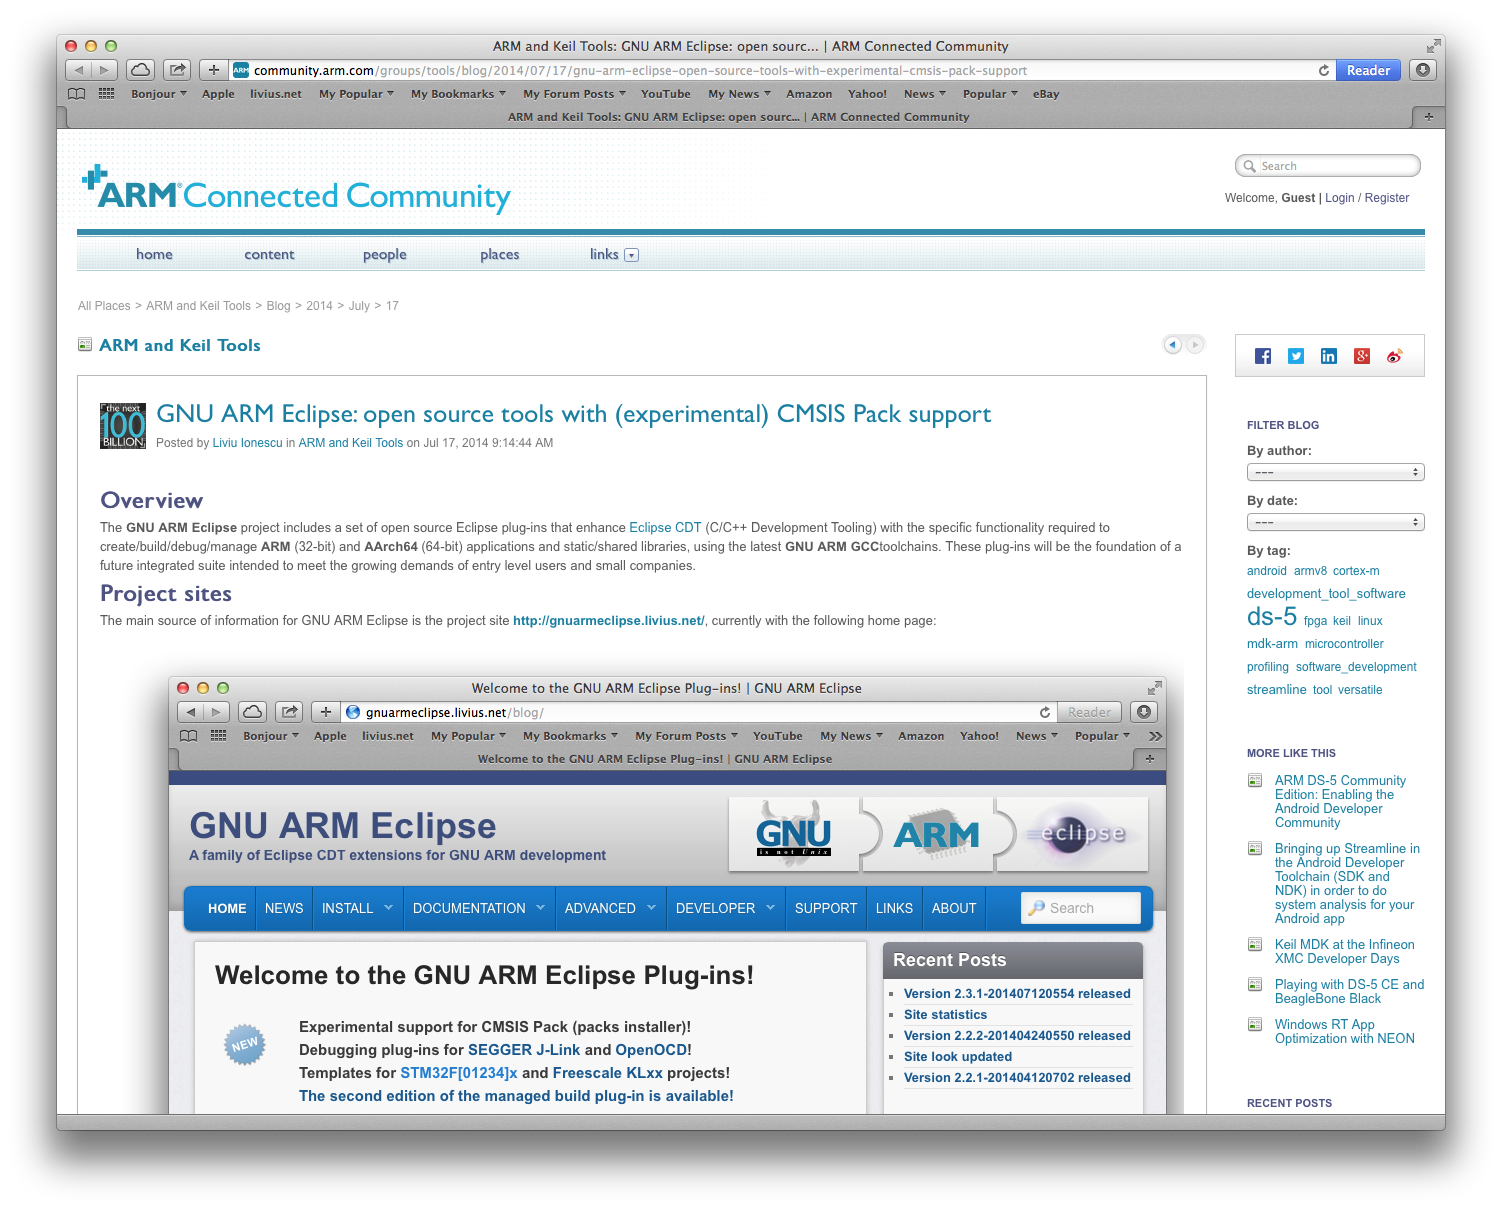 ARM and Keil Tools: GNU ARM Eclipse: open sourc... | ARM Connected Community
ARM community.arm.com/groups/tools/blog/2014/07/17/gnu-arm-eclipse-open-source-tools-with-experimental-cmsis-pack-support Reader
Bonjour Apple livius.net My Popular My Bookmarks My Forum Posts YouTube My News Amazon Yahoo! News Popular eBay
ARM and Keil Tools: GNU ARM Eclipse: open sourc... | ARM Connected Community
Search
ARM® Connected Community
Welcome, Guest | Login / Register
home content people places links
All Places > ARM and Keil Tools > Blog > 2014 > July > 17
ARM and Keil Tools
the next
100
BILLION
GNU ARM Eclipse: open source tools with (experimental) CMSIS Pack support
Posted by Liviu Ionescu in ARM and Keil Tools on Jul 17, 2014 9:14:44 AM
Overview
The GNU ARM Eclipse project includes a set of open source Eclipse plug-ins that enhance Eclipse CDT (C/C++ Development Tooling) with the specific functionality required to
create/build/debug/manage ARM (32-bit) and AArch64 (64-bit) applications and static/shared libraries, using the latest GNU ARM GCCtoolchains. These plug-ins will be the foundation of a
future integrated suite intended to meet the growing demands of entry level users and small companies.
Project sites
The main source of information for GNU ARM Eclipse is the project site http://gnuarmeclipse.livius.net/, currently with the following home page:
Welcome to the GNU ARM Eclipse Plug-ins! | GNU ARM Eclipse
gnuarmeclipse.livius.net/blog/ Reader
Bonjour Apple livius.net My Popular My Bookmarks My Forum Posts YouTube My News Amazon Yahoo! News Popular
Welcome to the GNU ARM Eclipse Plug-ins! | GNU ARM Eclipse
GNU ARM Eclipse
A family of Eclipse CDT extensions for GNU ARM development
GNU
is not Unix
ARM
eclipse
HOME NEWS INSTALL DOCUMENTATION ADVANCED DEVELOPER SUPPORT LINKS ABOUT Search
Welcome to the GNU ARM Eclipse Plug-ins!
NEW
Experimental support for CMSIS Pack (packs installer)!
Debugging plug-ins for SEGGER J-Link and OpenOCD!
Templates for STM32F[01234]x and Freescale KLxx projects!
The second edition of the managed build plug-in is available!
Recent Posts
Version 2.3.1-201407120554 released
Site statistics
Version 2.2.2-201404240550 released
Site look updated
Version 2.2.1-201404120702 released
FILTER BLOG
By author:
---
By date:
---
By tag:
android armv8 cortex-m
development_tool_software
ds-5 fpga keil linux
mdk-arm microcontroller
profiling software_development
streamline tool versatile
MORE LIKE THIS
ARM DS-5 Community
Edition: Enabling the
Android Developer
Community
Bringing up Streamline in
the Android Developer
Toolchain (SDK and
NDK) in order to do
system analysis for your
Android app
Keil MDK at the Infineon
XMC Developer Days
Playing with DS-5 CE and
BeagleBone Black
Windows RT App
Optimization with NEON
RECENT POSTS